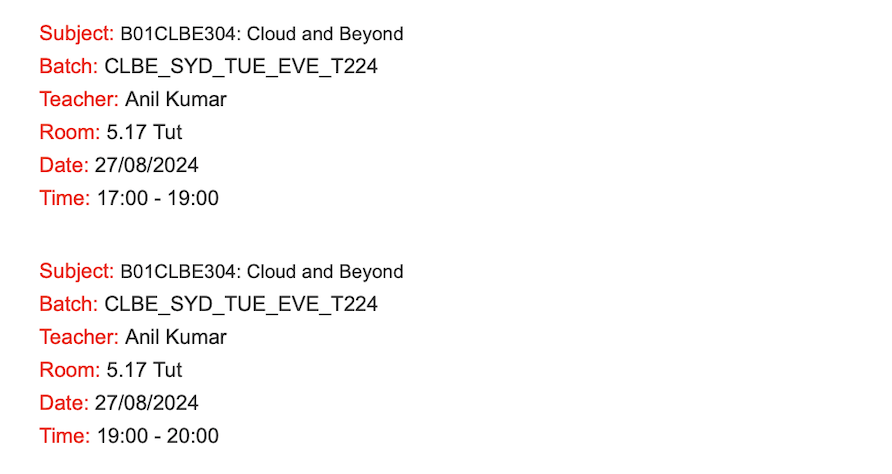 Subject: B01CLBE304: Cloud and Beyond
Batch: CLBE_SYD_TUE_EVE_T224
Teacher: Anil Kumar
Room: 5.17 Tut
Date: 27/08/2024
Time: 17:00 - 19:00
Subject: B01CLBE304: Cloud and Beyond
Batch: CLBE_SYD_TUE_EVE_T224
Teacher: Anil Kumar
Room: 5.17 Tut
Date: 27/08/2024
Time: 19:00 - 20:00